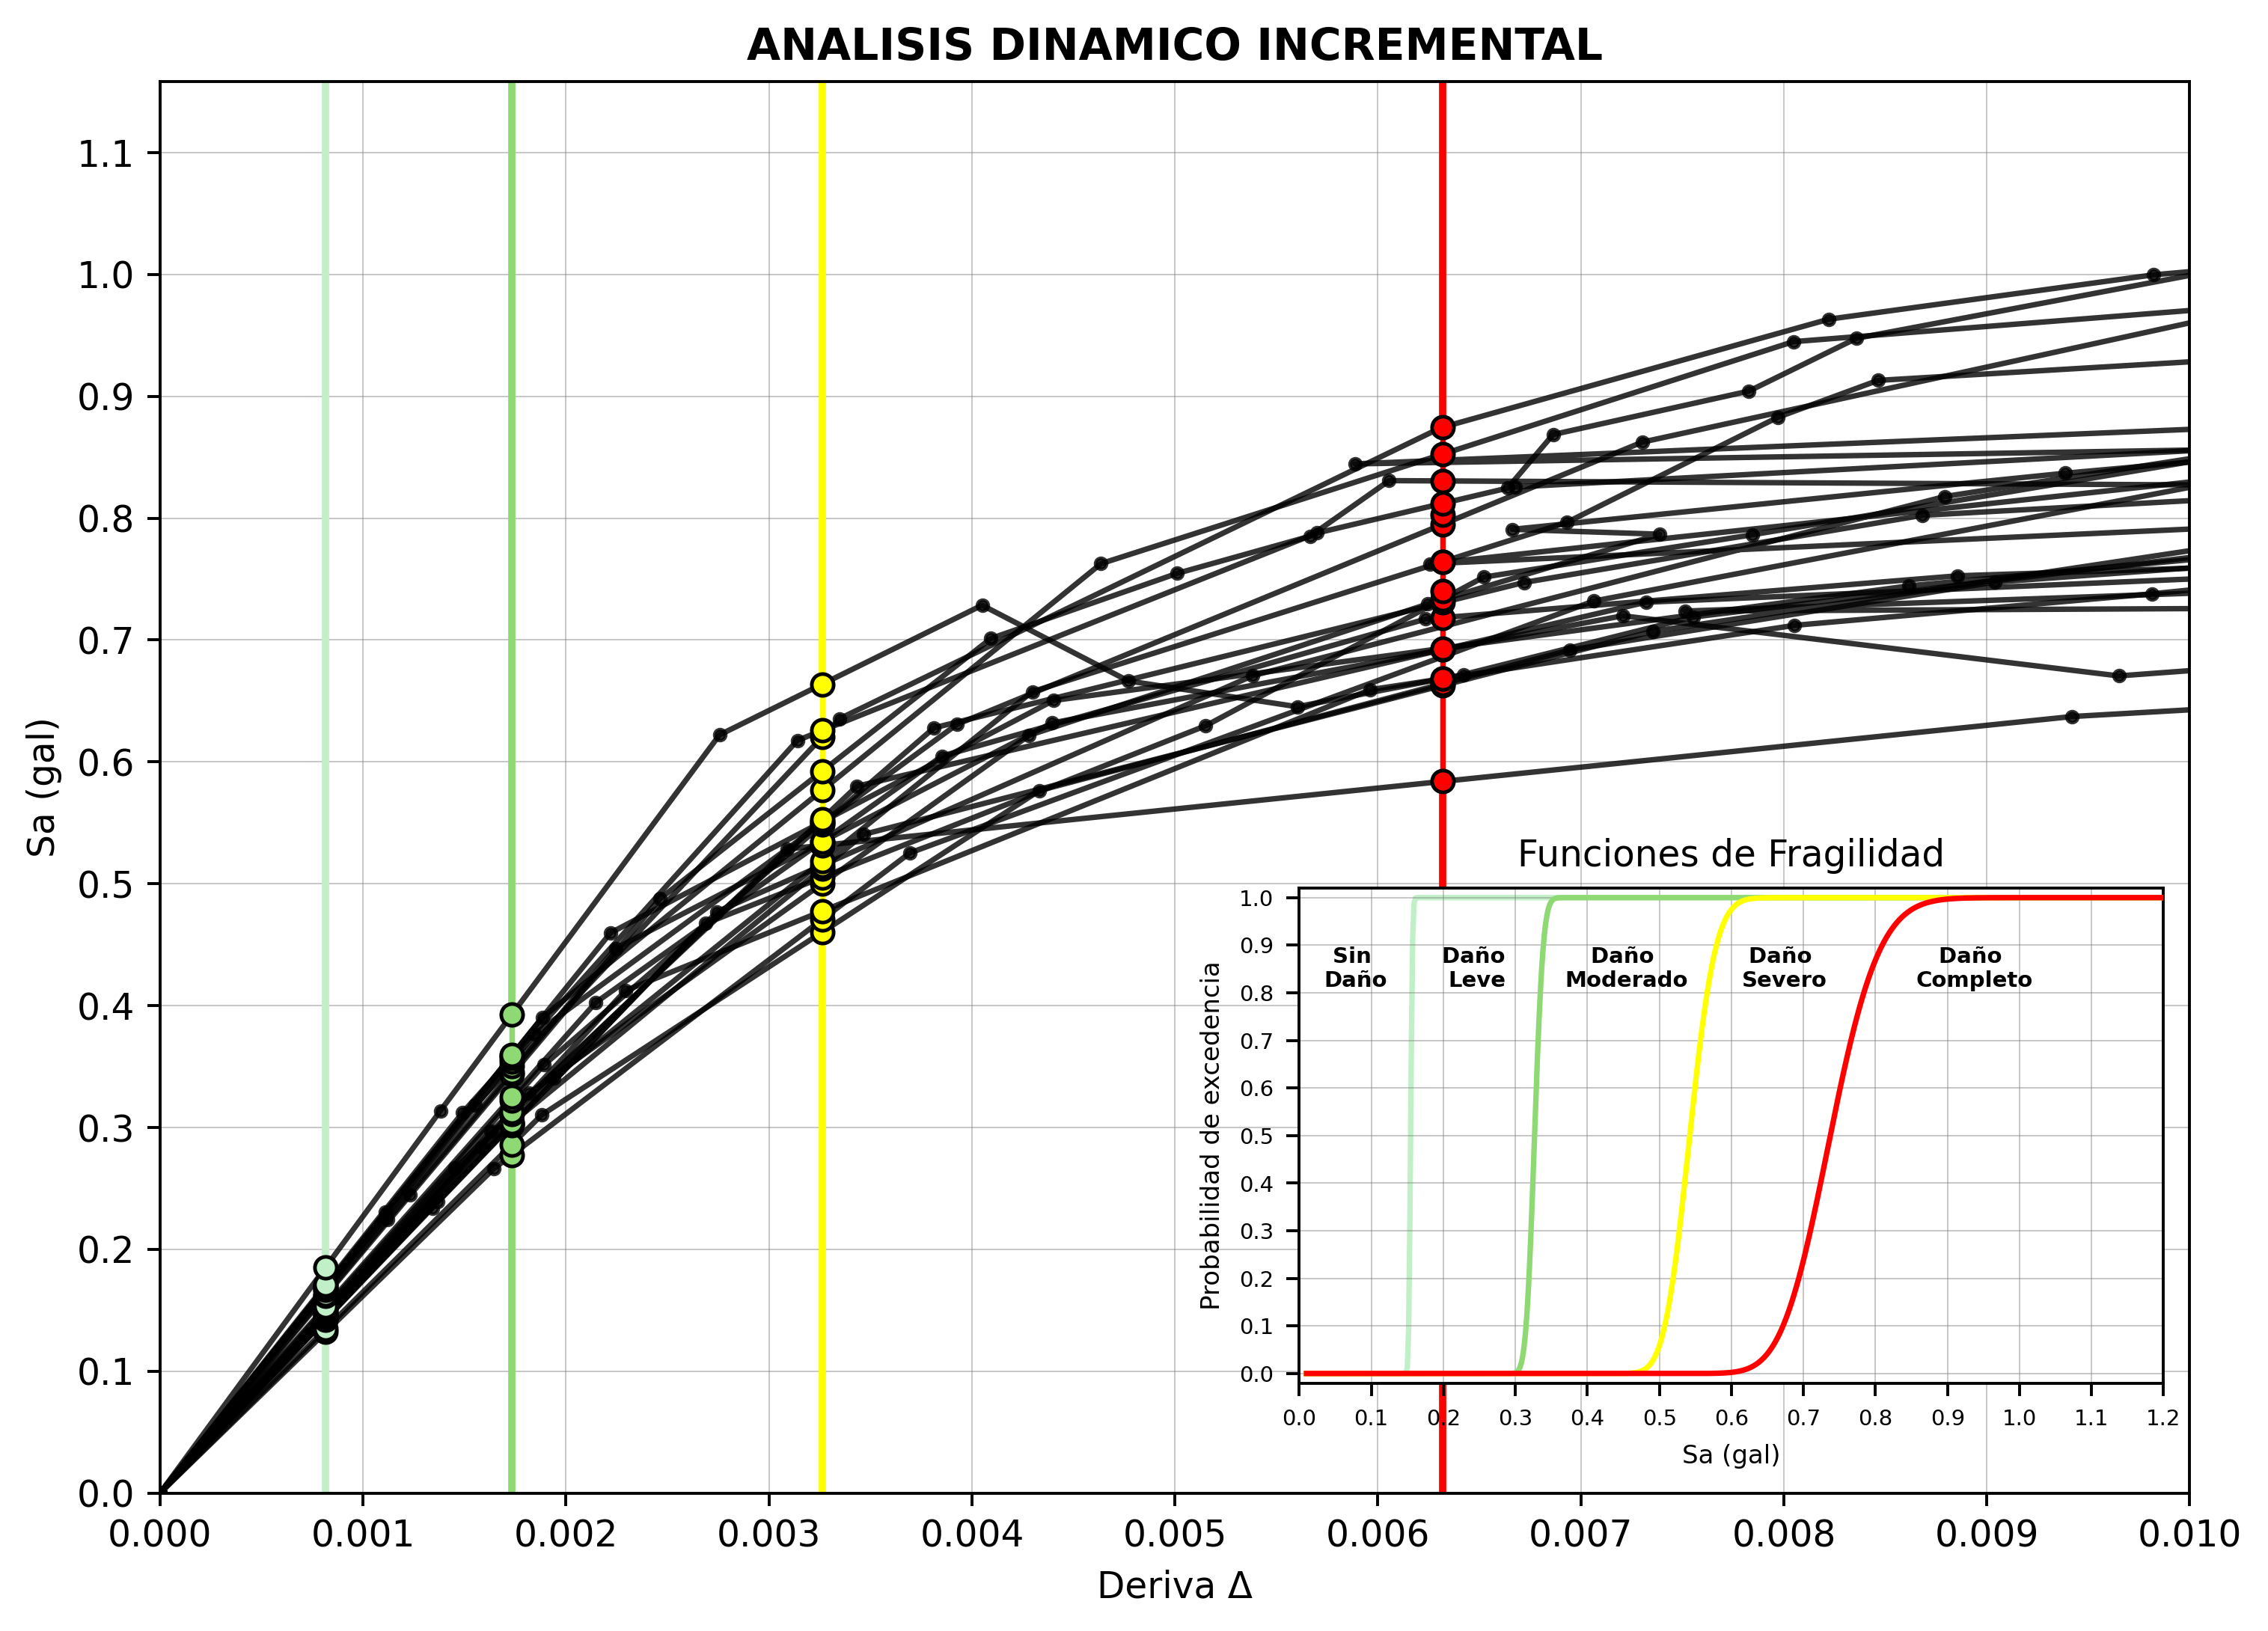 ANALISIS DINAMICO INCREMENTAL
Sa (gal)
1.1
1.0
0.9
0.8
0.7
0.6
0.5
0.4
0.3
0.2
0.1
0.0
0.000 0.001 0.002 0.003 0.004 0.005 0.006 0.007 0.008 0.009 0.010
Deriva Δ
Funciones de Fragilidad
Probabilidad de excedencia
1.0
0.9
0.8
0.7
0.6
0.5
0.4
0.3
0.2
0.1
0.0
Sin Daño Daño Daño Daño
Daño Leve Moderado Severo Completo
0.0 0.1 0.2 0.3 0.4 0.5 0.6 0.7 0.8 0.9 1.0 1.1 1.2
Sa (gal)